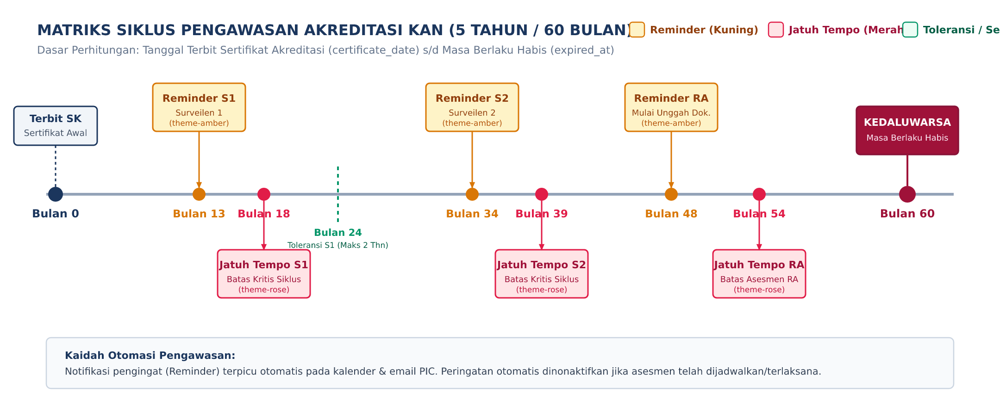 MATRIKS SIKLUS PENGAWASAN AKREDITASI KAN (5 TAHUN / 60 BULAN)
Reminder (Kuning)
Jatuh Tempo (Merah
Toleransi / Se
Dasar Perhitungan: Tanggal Terbit Sertifikat Akreditasi (certificate_date) s/d Masa Berlaku Habis (expired_at)
Terbit SK
Sertifikat Awal
Reminder S1
Surveilen 1
(theme-amber)
Reminder S2
Surveilen 2
(theme-amber)
Reminder RA
Mulai Unggah Dok.
(theme-amber)
KEDALUWARSA
Masa Berlaku Habis
Bulan 0
Bulan 13
Bulan 18
Bulan 24
Toleransi S1 (Maks 2 Thn)
Bulan 34
Bulan 39
Bulan 48
Bulan 54
Bulan 60
Jatuh Tempo S1
Batas Kritis Siklus
(theme-rose)
Jatuh Tempo S2
Batas Kritis Siklus
(theme-rose)
Jatuh Tempo RA
Batas Asesmen RA
(theme-rose)
Kaidah Otomasi Pengawasan:
Notifikasi pengingat (Reminder) terpicu otomatis pada kalender & email PIC. Peringatan otomatis dinonaktifkan jika asesmen telah dijadwalkan/terlaksana.